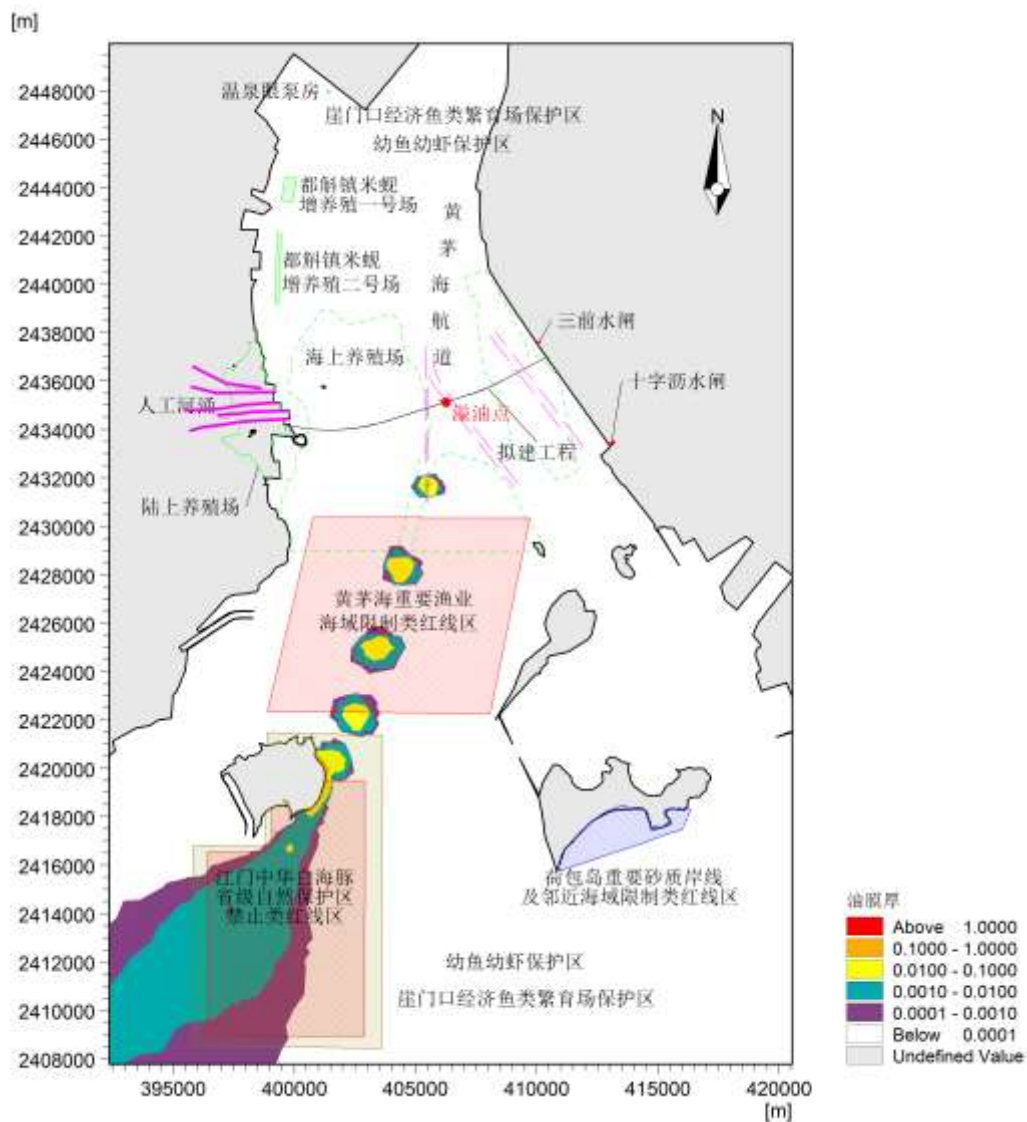 [m]
2448000
2446000
2444000
2442000
2440000
2438000
2436000
2434000
2432000
2430000
2428000
2426000
2424000
2422000
2420000
2418000
2416000
2414000
2412000
2410000
2408000
温泉眼泵房
崖门口经济鱼类繁育场保护区
幼鱼幼虾保护区
N
都斛镇米蚬
增养殖一号场
黄茅海航道
都斛镇米蚬
增养殖二号场
三前水闸
海上养殖场
十字沥水闸
人工河涌
溢油点
拟建工程
陆上养殖场
黄茅海重要渔业
海域限制类红线区
江门中华白海豚
省级自然保护区
禁止类红线区
荷包岛重要砂质岸线
及邻近海域限制类红线区
幼鱼幼虾保护区
崖门口经济鱼类繁育场保护区
油膜厚
Above 1.0000
0.1000 - 1.0000
0.0100 - 0.1000
0.0010 - 0.0100
0.0001 - 0.0010
Below 0.0001
Undefined Value
395000
400000
405000
410000
415000
420000
[m]